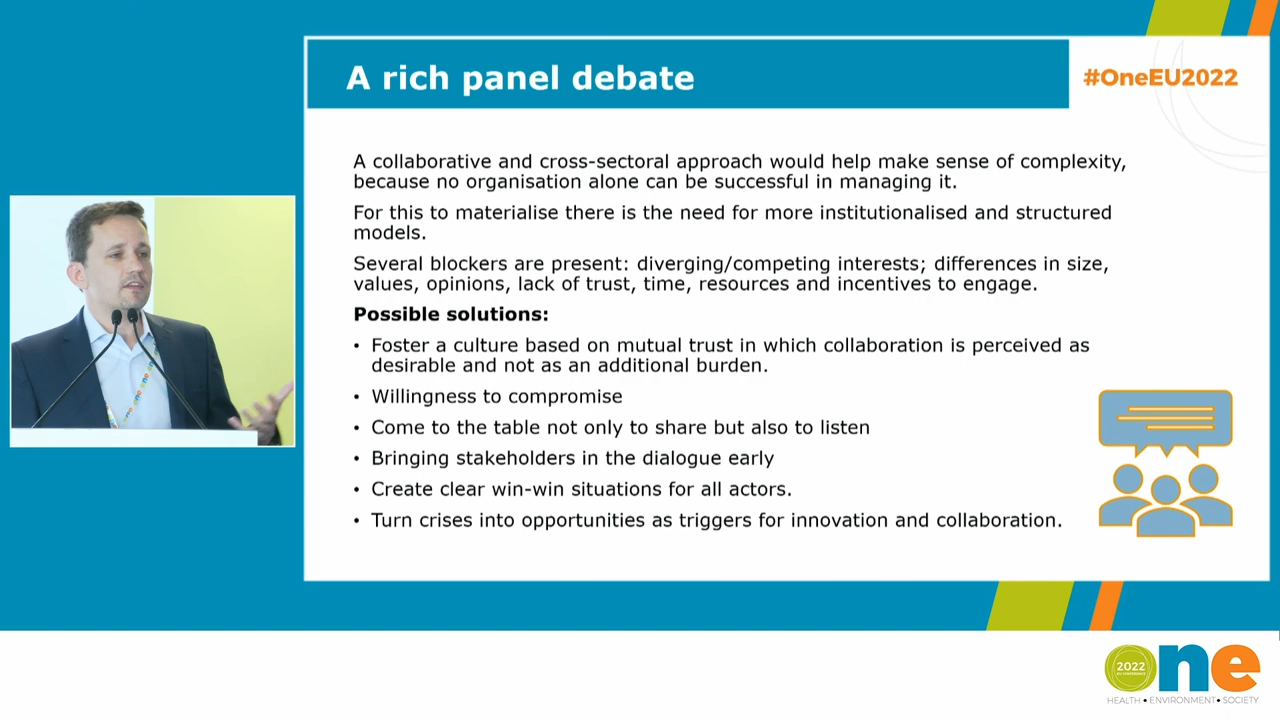 A rich panel debate
#OneEU2022
A collaborative and cross-sectoral approach would help make sense of complexity,
because no organisation alone can be successful in managing it.
For this to materialise there is the need for more institutionalised and structured
models.
Several blockers are present: diverging/competing interests; differences in size,
values, opinions, lack of trust, time, resources and incentives to engage.
Possible solutions:
• Foster a culture based on mutual trust in which collaboration is perceived as
desirable and not as an additional burden.
• Willingness to compromise
• Come to the table not only to share but also to listen
• Bringing stakeholders in the dialogue early
• Create clear win-win situations for all actors.
• Turn crises into opportunities as triggers for innovation and collaboration.
one
2022
EU CONFERENCE
HEALTH • ENVIRONMENT • SOCIETY